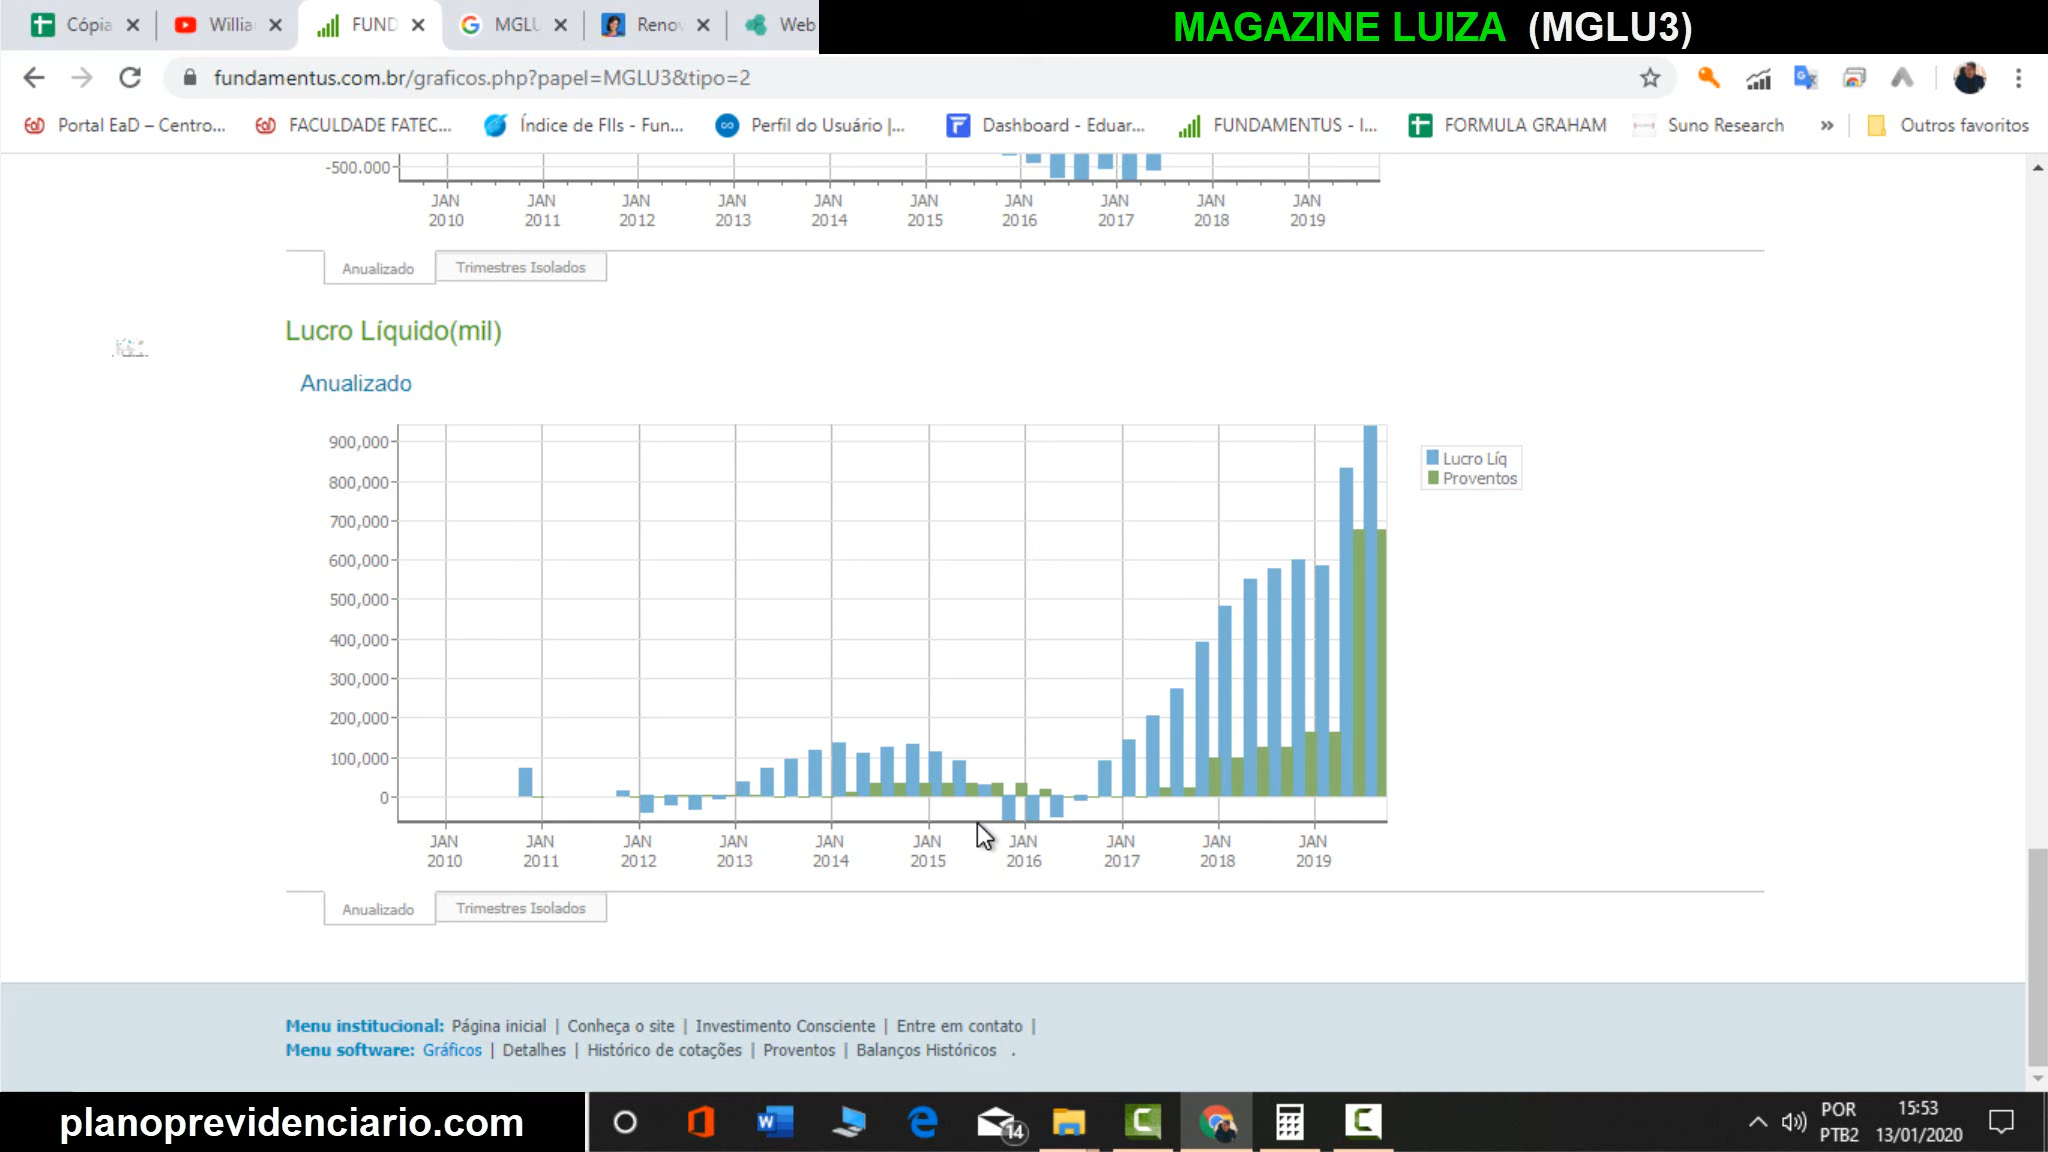 Cópia
Willia
FUND
MGLU
Renov
Web
MAGAZINE LUIZA (MGLU3)
fundamentus.com.br/graficos.php?papel=MGLU3&tipo=2
Portal EaD – Centro...
FACULDADE FATEC...
Índice de FIIs - Fun...
Perfil do Usuário |...
Dashboard - Eduar...
FUNDAMENTUS - I...
FORMULA GRAHAM
Suno Research
»
Outros favoritos
-500.000
JAN 2010
JAN 2011
JAN 2012
JAN 2013
JAN 2014
JAN 2015
JAN 2016
JAN 2017
JAN 2018
JAN 2019
Anualizado
Trimestres Isolados
Lucro Líquido(mil)
Anualizado
900,000
800,000
700,000
600,000
500,000
400,000
300,000
200,000
100,000
0
Lucro Líq
Proventos
JAN 2010
JAN 2011
JAN 2012
JAN 2013
JAN 2014
JAN 2015
JAN 2016
JAN 2017
JAN 2018
JAN 2019
Anualizado
Trimestres Isolados
Menu institucional: Página inicial | Conheça o site | Investimento Consciente | Entre em contato |
Menu software: Gráficos | Detalhes | Histórico de cotações | Proventos | Balanços Históricos .
planoprevidenciario.com
14
POR
PTB2
15:53
13/01/2020